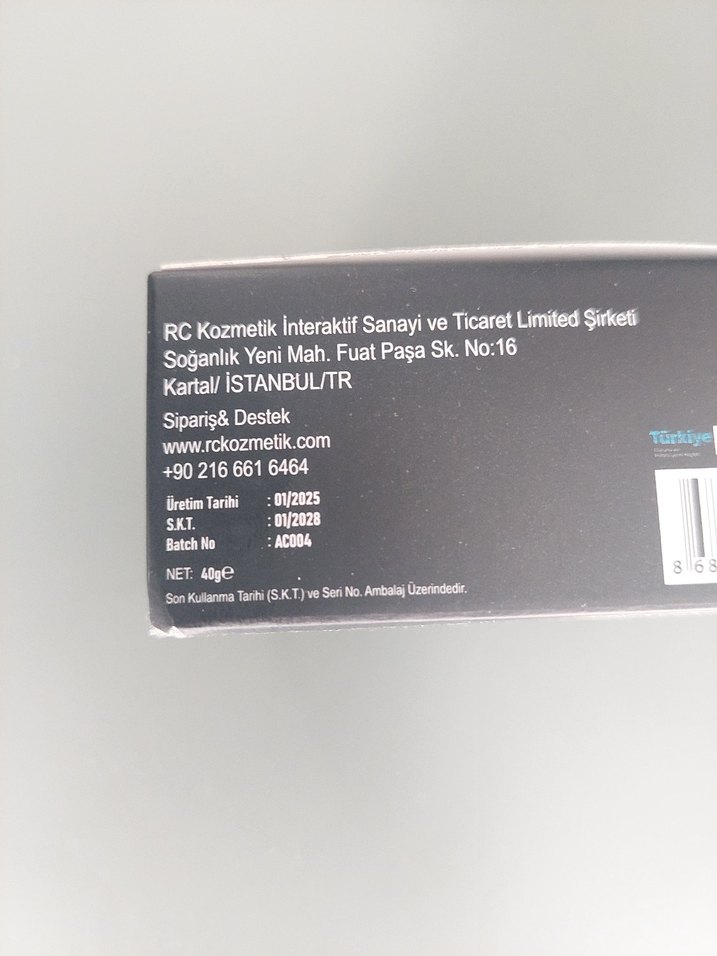 RC Kozmetik İnteraktif Sanayi ve Ticaret Limited Şirketi
Soğanlık Yeni Mah. Fuat Paşa Sk. No:16
Kartal/ İSTANBUL/TR
Sipariş& Destek
www.rckozmetik.com
+90 216 661 6464
Üretim Tarihi : 01/2025
S.K.T. : 01/2028
Batch No : AC004
NET: 40g℮
Son Kullanma Tarihi (S.K.T.) ve Seri No. Ambalaj Üzerindedir.
Türkiye
8 68